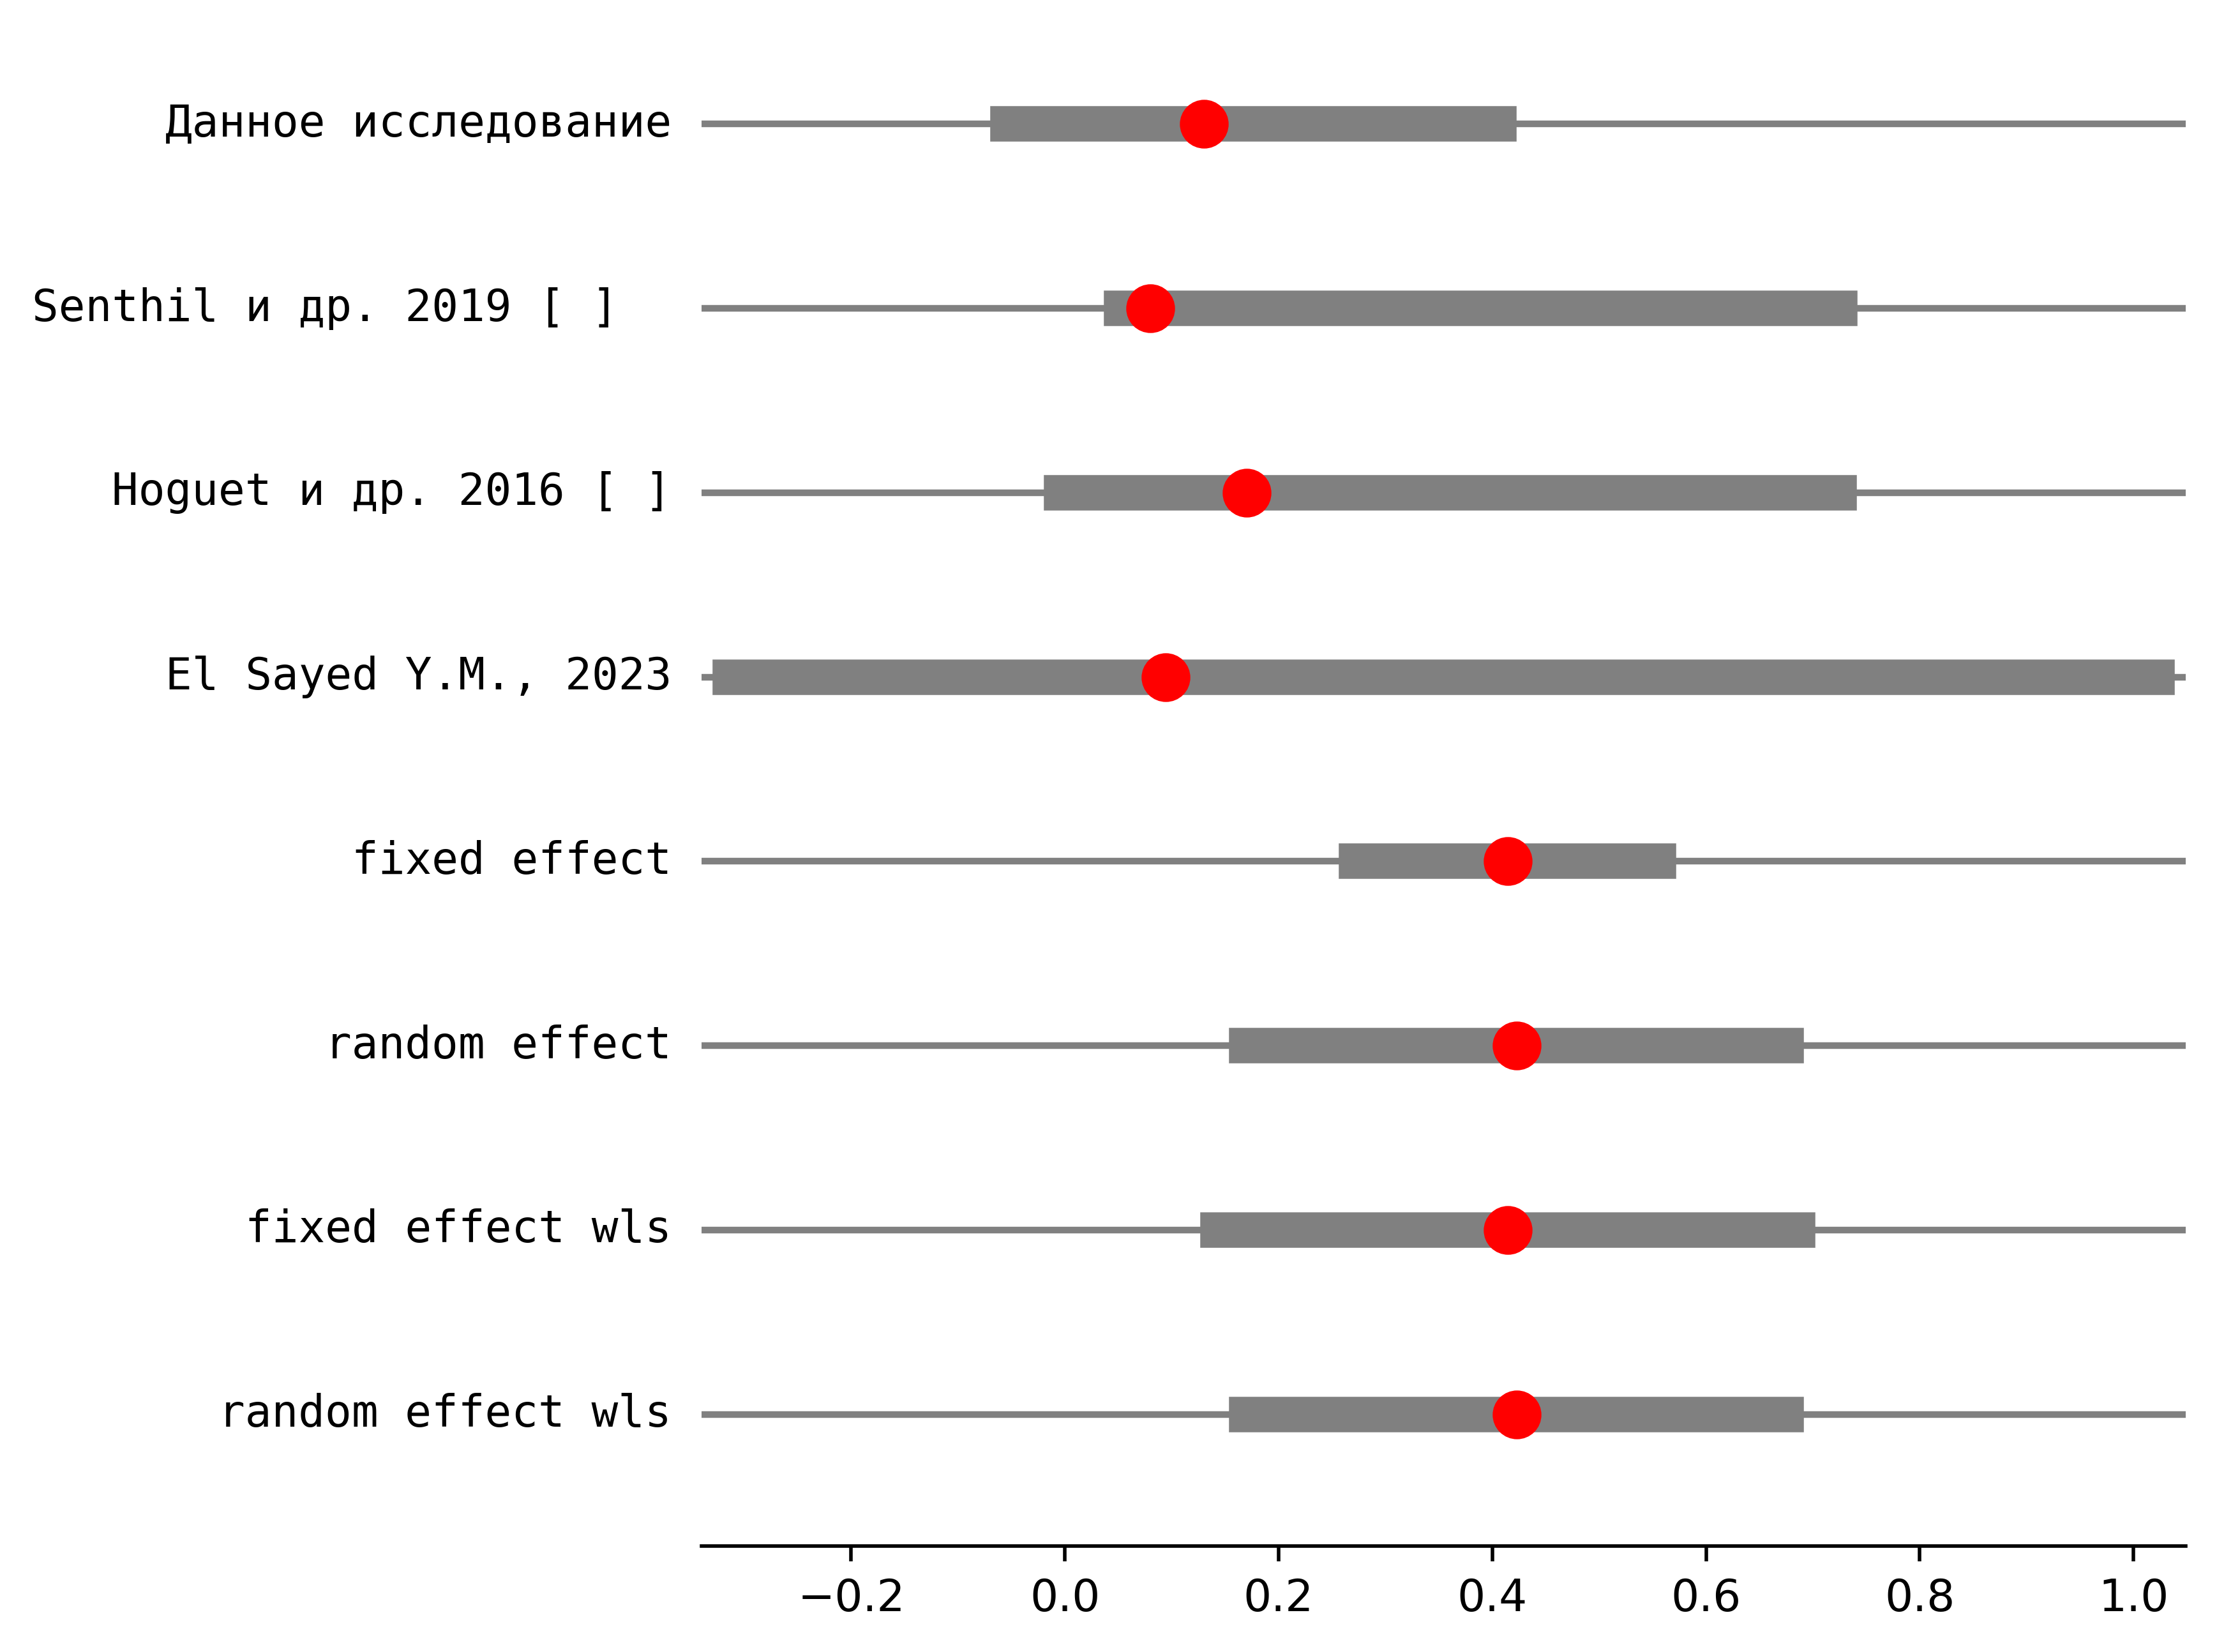 Данное исследование
Senthil и др. 2019 [ ]
Hoguet и др. 2016 [ ]
El Sayed Y.M., 2023
fixed effect
random effect
fixed effect wls
random effect wls
−0.2 0.0 0.2 0.4 0.6 0.8 1.0